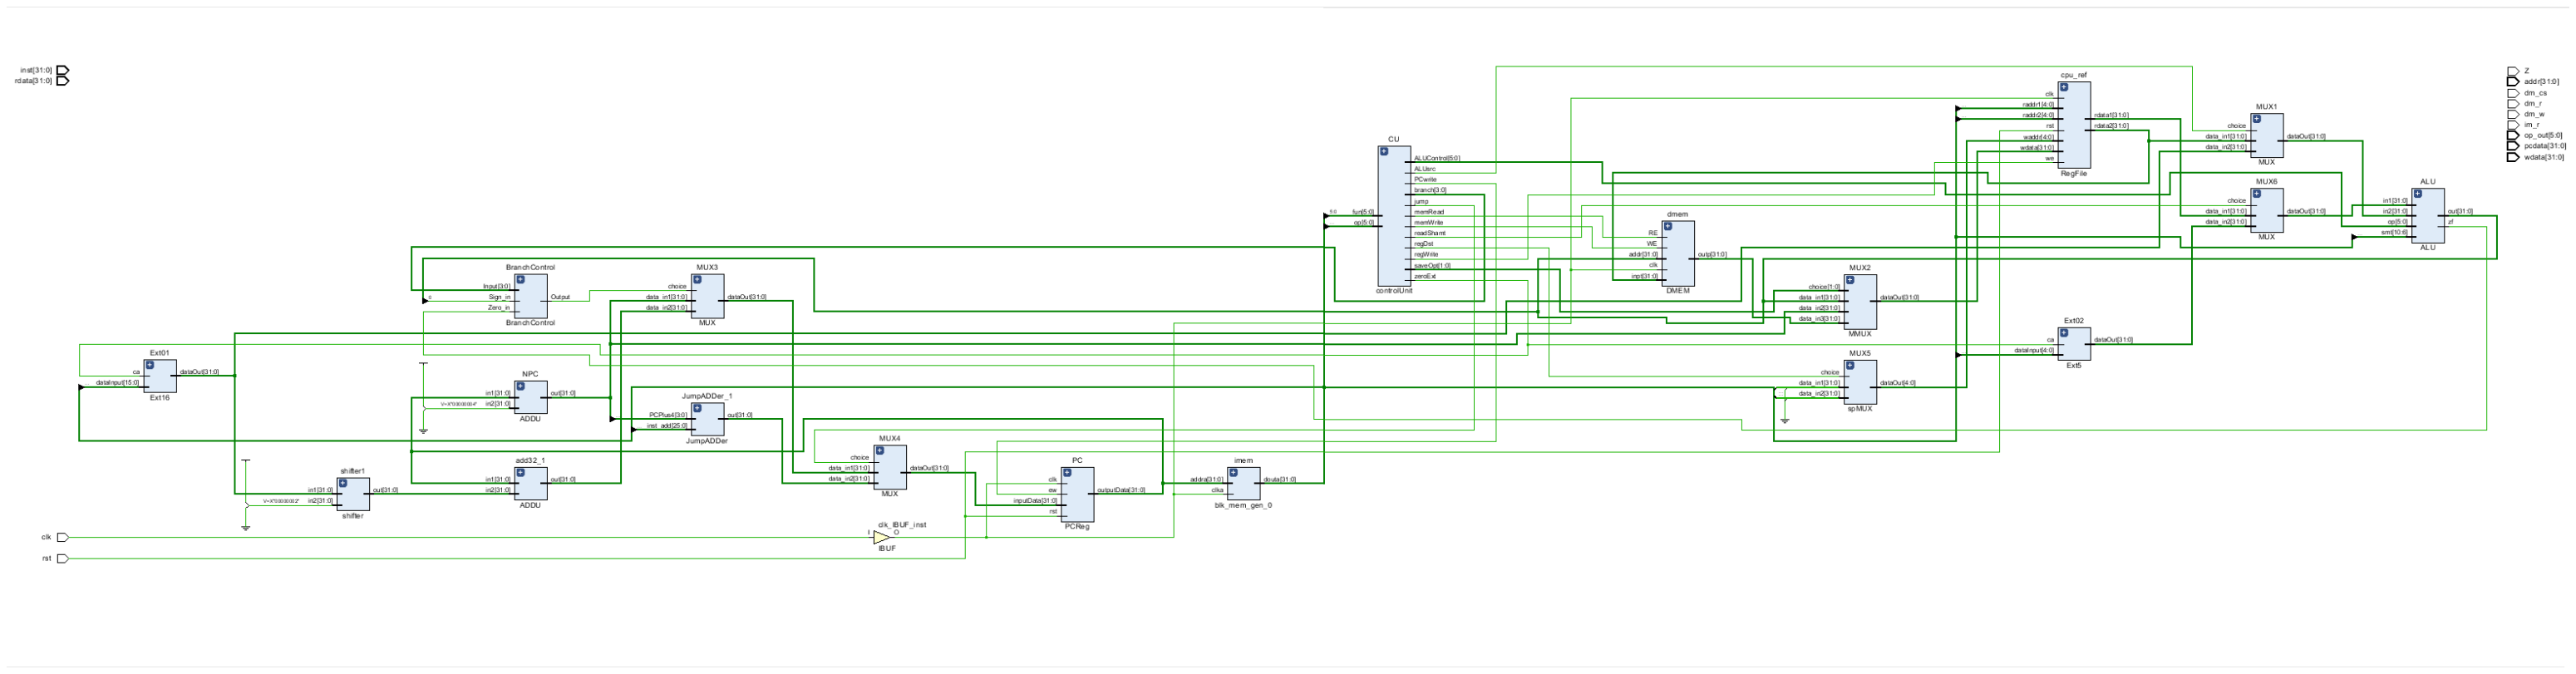 inst[31:0]
rdata[31:0]
clk
rst
Ext01
ca
dataInput[15:0]
dataOut[31:0]
Ext16
shifter1
in1[31:0]
V=X"00000002"
in2[31:0]
out[31:0]
shifter
BranchControl
Input[3:0]
Sign_in
Zero_in
Output
BranchControl
NPC
in1[31:0]
V=X"00000004"
in2[31:0]
out[31:0]
ADDU
add32_1
in1[31:0]
in2[31:0]
out[31:0]
ADDU
MUX3
choice
data_in1[31:0]
data_in2[31:0]
dataOut[31:0]
MUX
JumpADDer_1
PCPlus4[3:0]
inst_add[25:0]
out[31:0]
JumpADDer
MUX4
choice
data_in1[31:0]
data_in2[31:0]
dataOut[31:0]
MUX
clk_IBUF_inst
I
O
IBUF
PC
clk
ew
inputData[31:0]
rst
outputData[31:0]
PCReg
imem
addra[31:0]
clka
douta[31:0]
blk_mem_gen_0
CU
5:0
fun[5:0]
op[5:0]
ALUControl[5:0]
ALUsrc
PCwrite
branch[3:0]
jump
memRead
memWrite
readShamt
regDst
regWrite
saveOpt[1:0]
zeroExt
controlUnit
dmem
RE
WE
addr[31:0]
clk
inpt[31:0]
outp[31:0]
DMEM
MUX2
choice[1:0]
data_in1[31:0]
data_in2[31:0]
data_in3[31:0]
dataOut[31:0]
MMUX
MUX5
choice
data_in1[31:0]
data_in2[31:0]
dataOut[4:0]
spMUX
cpu_ref
clk
raddr1[4:0]
raddr2[4:0]
rst
waddr[4:0]
wdata[31:0]
we
rdata1[31:0]
rdata2[31:0]
RegFile
Ext02
ca
dataInput[4:0]
dataOut[31:0]
Ext5
MUX1
choice
data_in1[31:0]
data_in2[31:0]
dataOut[31:0]
MUX
MUX6
choice
data_in1[31:0]
data_in2[31:0]
dataOut[31:0]
MUX
ALU
in1[31:0]
in2[31:0]
op[5:0]
smt[10:6]
out[31:0]
zf
ALU
Z
addr[31:0]
dm_cs
dm_r
dm_w
im_r
op_out[5:0]
pcdata[31:0]
wdata[31:0]